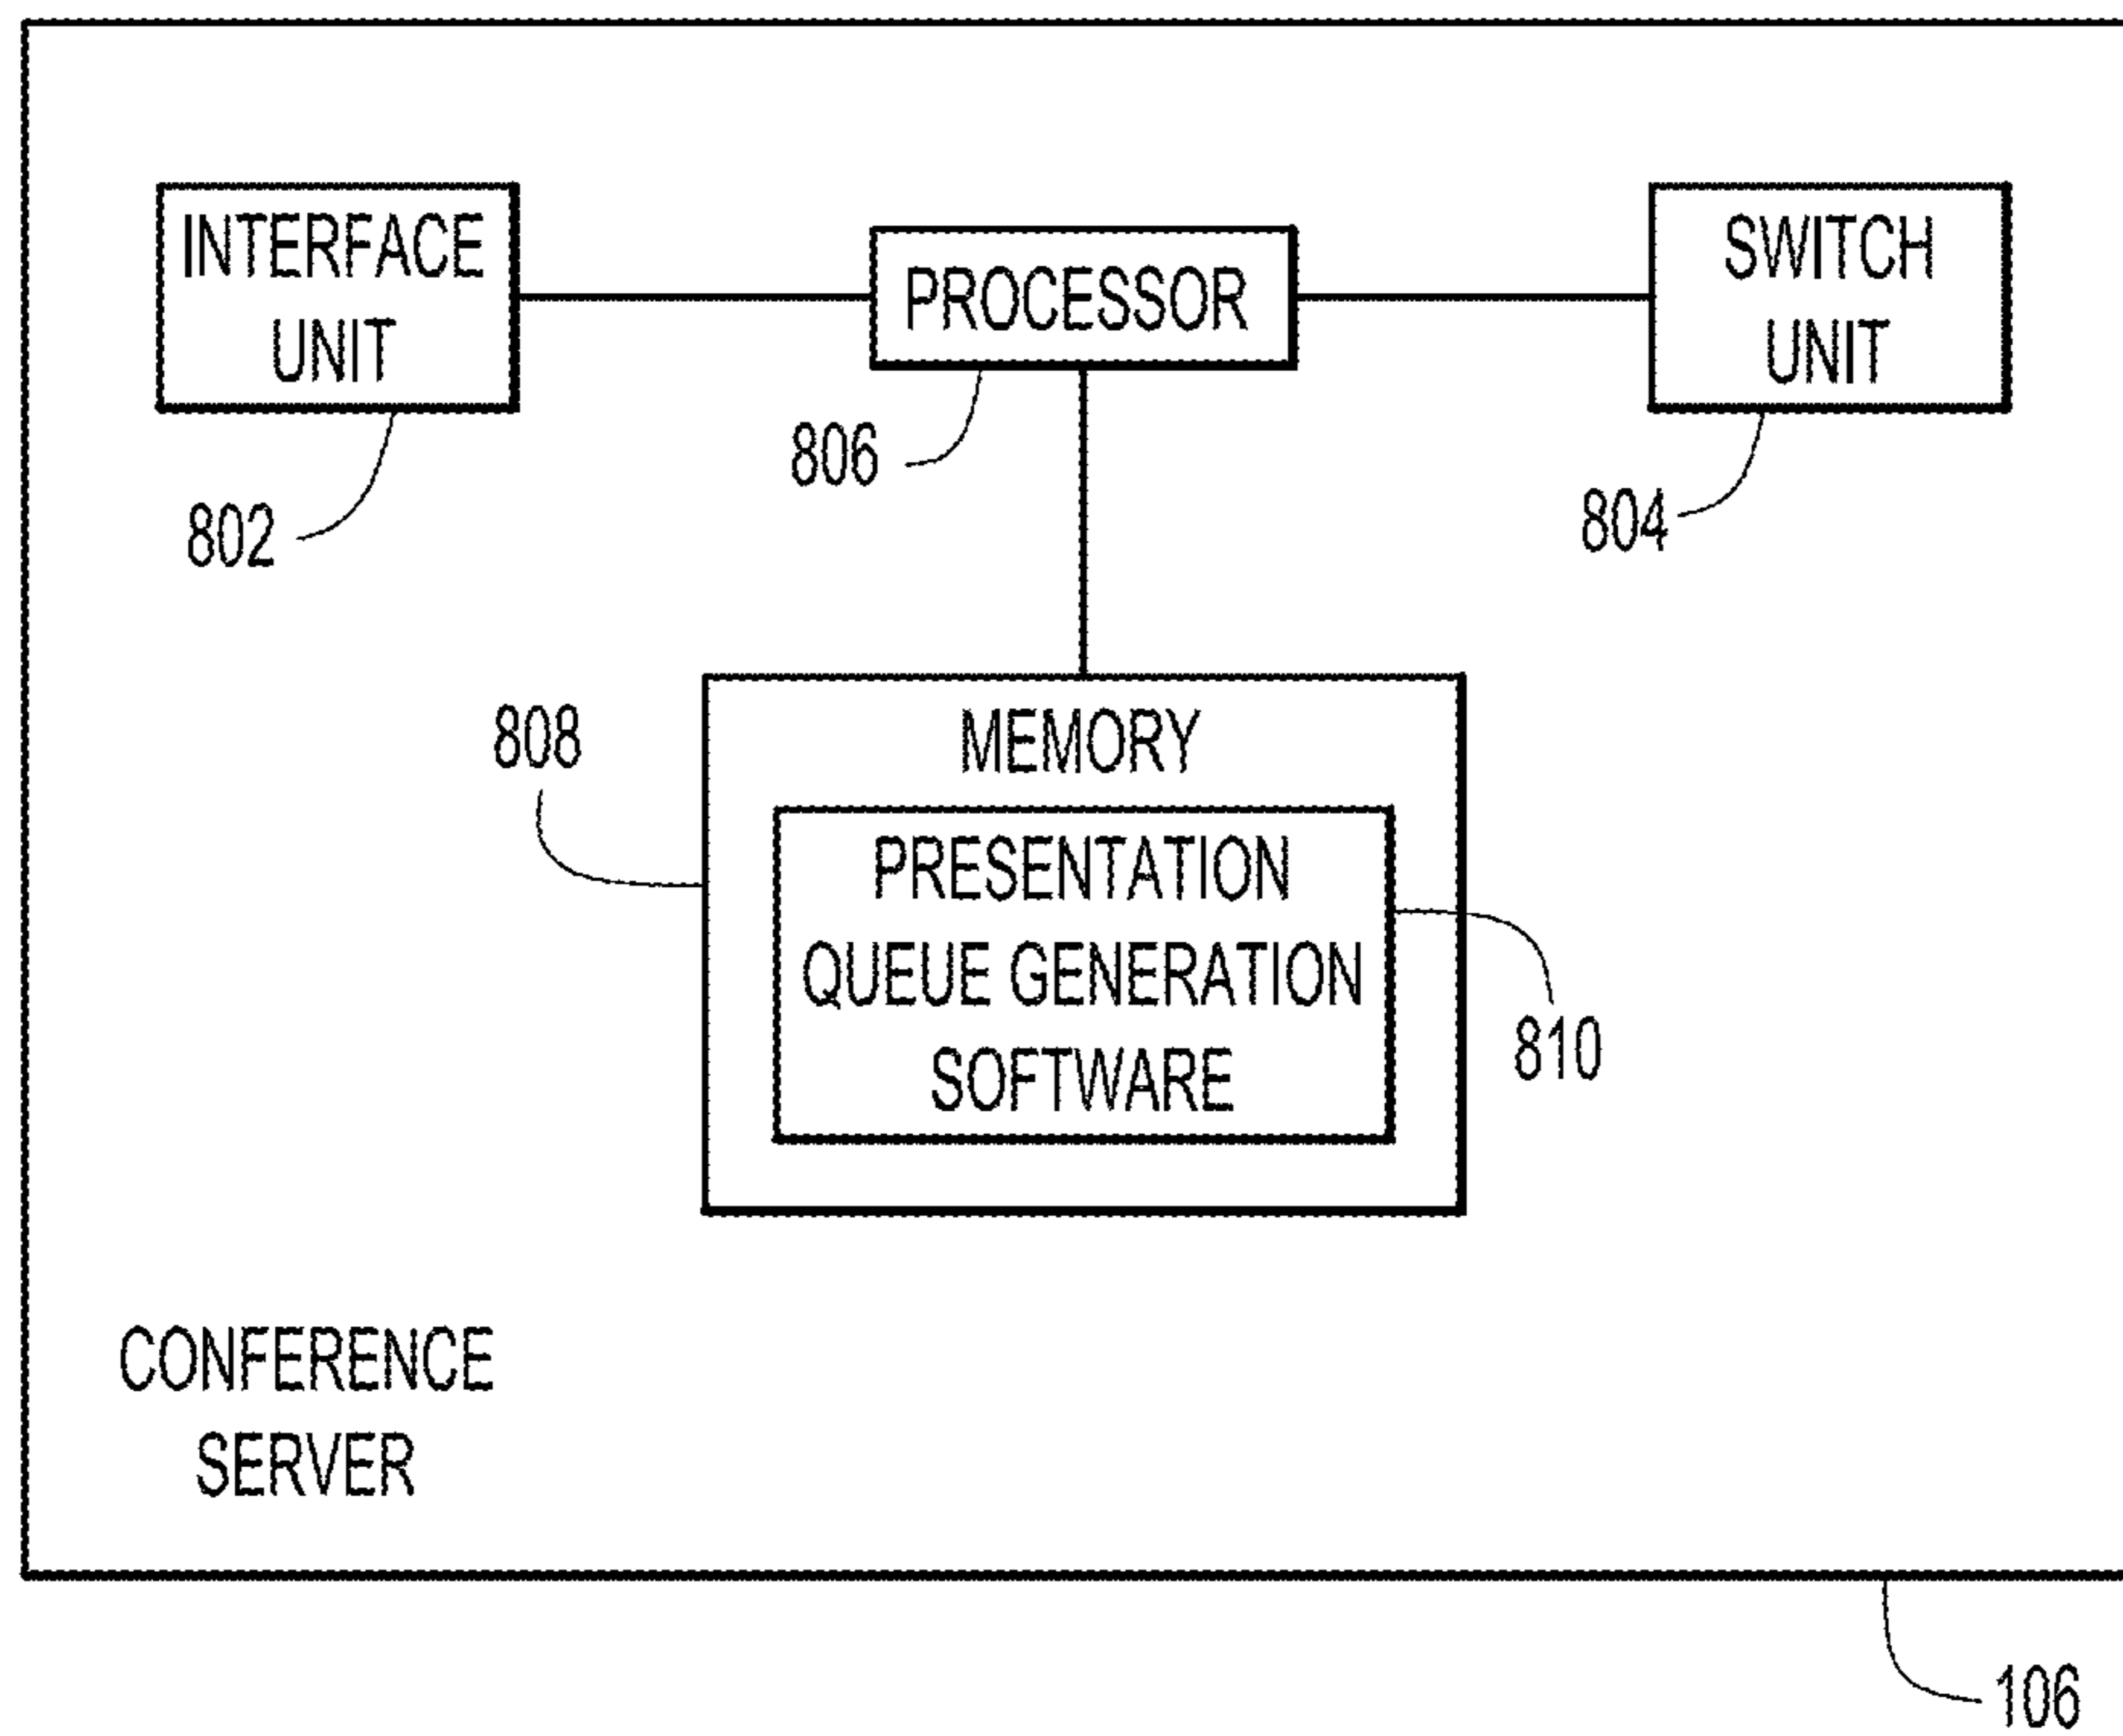 INTERFACE
UNIT
802
PROCESSOR
806
SWITCH
UNIT
804
MEMORY
808
PRESENTATION
QUEUE GENERATION
SOFTWARE
810
CONFERENCE
SERVER
106